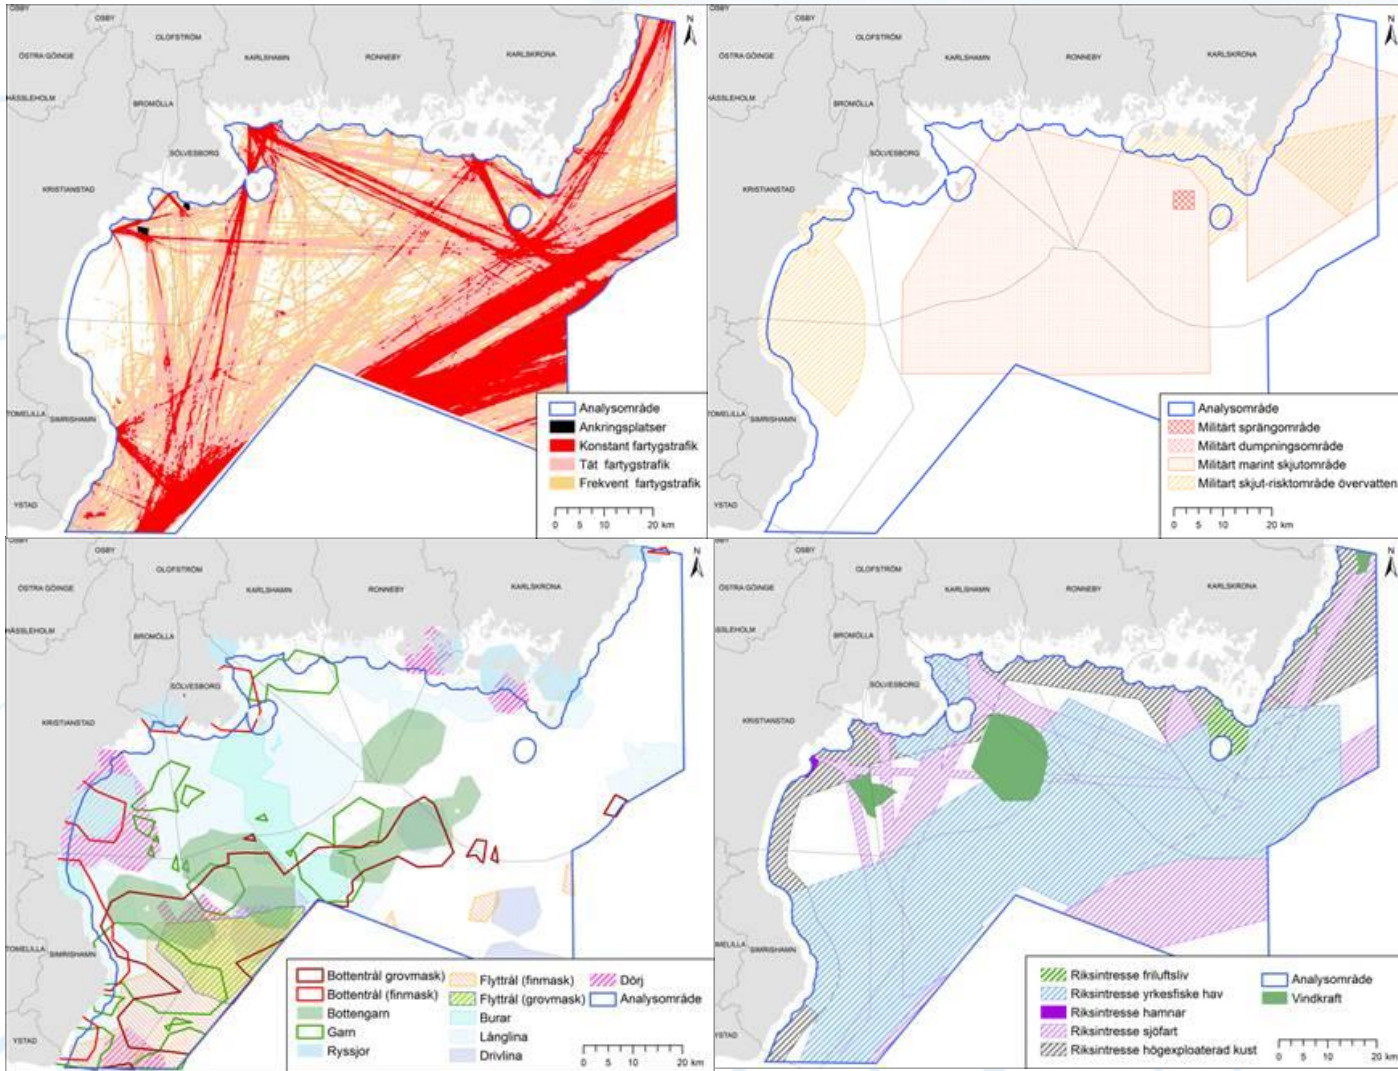 OSBY
OLOFSTRÖM
ÖSTRA GÖINGE
KARLSHAMN
RONNEBY
KARLSKRONA
HÄSSLEHOLM
BROMÖLLA
SÖLVESBORG
KRISTIANSTAD
TOMELILLA
SIMRISHAMN
YSTAD
N
Analysområde
Ankringsplatser
Konstant fartygstrafik
Tät fartygstrafik
Frekvent fartygstrafik
0 5 10 20 km
OSBY
OLOFSTRÖM
ÖSTRA GÖINGE
KARLSHAMN
RONNEBY
KARLSKRONA
HÄSSLEHOLM
BROMÖLLA
SÖLVESBORG
KRISTIANSTAD
TOMELILLA
SIMRISHAMN
YSTAD
N
Analysområde
Militärt sprängområde
Militärt dumpningsområde
Militärt marint skjutområde
Militart skjut-risktområde övervatten
0 5 10 20 km
OSBY
OLOFSTRÖM
ÖSTRA GÖINGE
KARLSHAMN
RONNEBY
KARLSKRONA
HÄSSLEHOLM
BROMÖLLA
SÖLVESBORG
KRISTIANSTAD
TOMELILLA
SIMRISHAMN
YSTAD
N
Bottentrål grovmask)
Bottentrål (finmask)
Bottengarn
Garn
Ryssjor
Flyttrål (finmask)
Flyttrål (grovmask)
Burar
Långlina
Drivlina
Dörj
Analysområde
0 5 10 20 km
OSBY
OLOFSTRÖM
ÖSTRA GÖINGE
KARLSHAMN
RONNEBY
KARLSKRONA
HÄSSLEHOLM
BROMÖLLA
SÖLVESBORG
KRISTIANSTAD
TOMELILLA
SIMRISHAMN
YSTAD
N
Riksintresse friluftsliv
Riksintresse yrkesfiske hav
Riksintresse hamnar
Riksintresse sjöfart
Riksintresse högexploaterad kust
Analysområde
Vindkraft
0 5 10 20 km